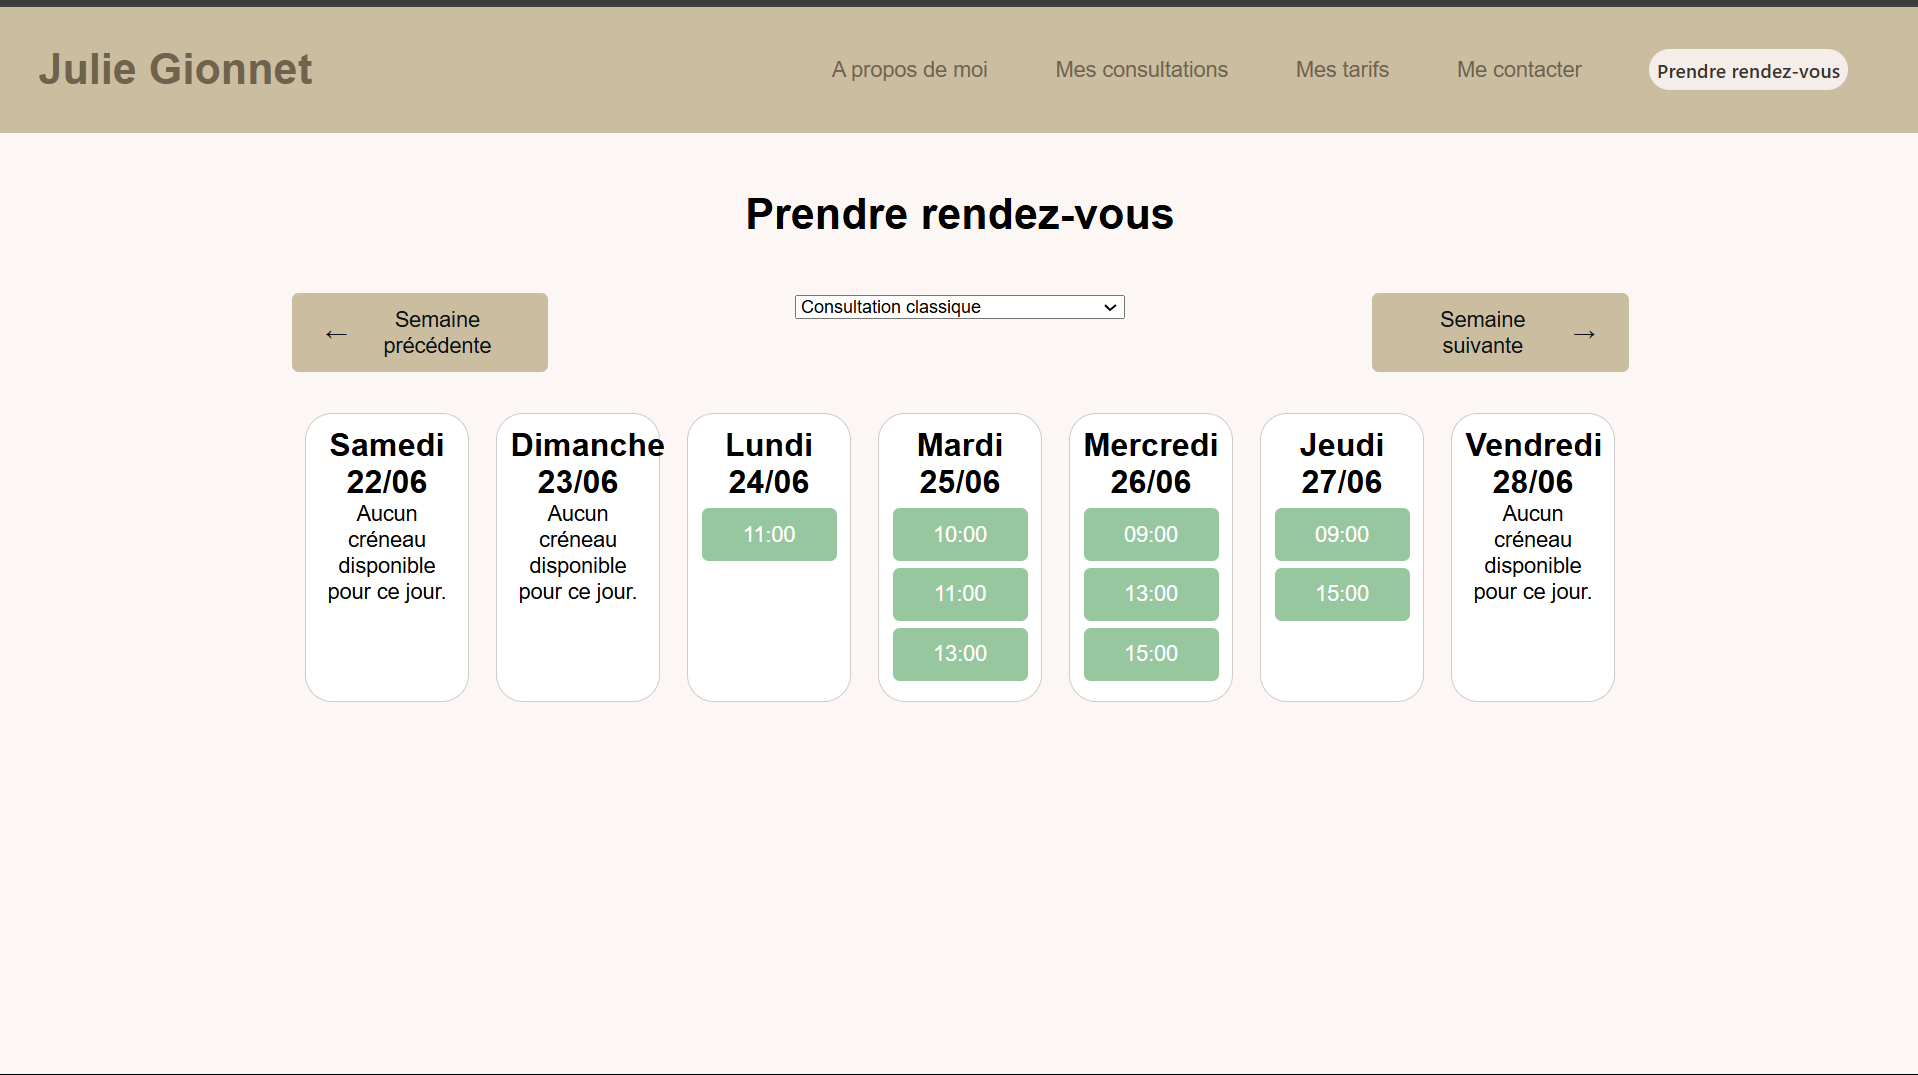 Julie Gionnet
A propos de moi
Mes consultations
Mes tarifs
Me contacter
Prendre rendez-vous
Prendre rendez-vous
← Semaine
précédente
Consultation classique
Semaine
suivante →
Samedi
22/06
Aucun
créneau
disponible
pour ce jour.
Dimanche
23/06
Aucun
créneau
disponible
pour ce jour.
Lundi
24/06
11:00
Mardi
25/06
10:00
11:00
13:00
Mercredi
26/06
09:00
13:00
15:00
Jeudi
27/06
09:00
15:00
Vendredi
28/06
Aucun
créneau
disponible
pour ce jour.